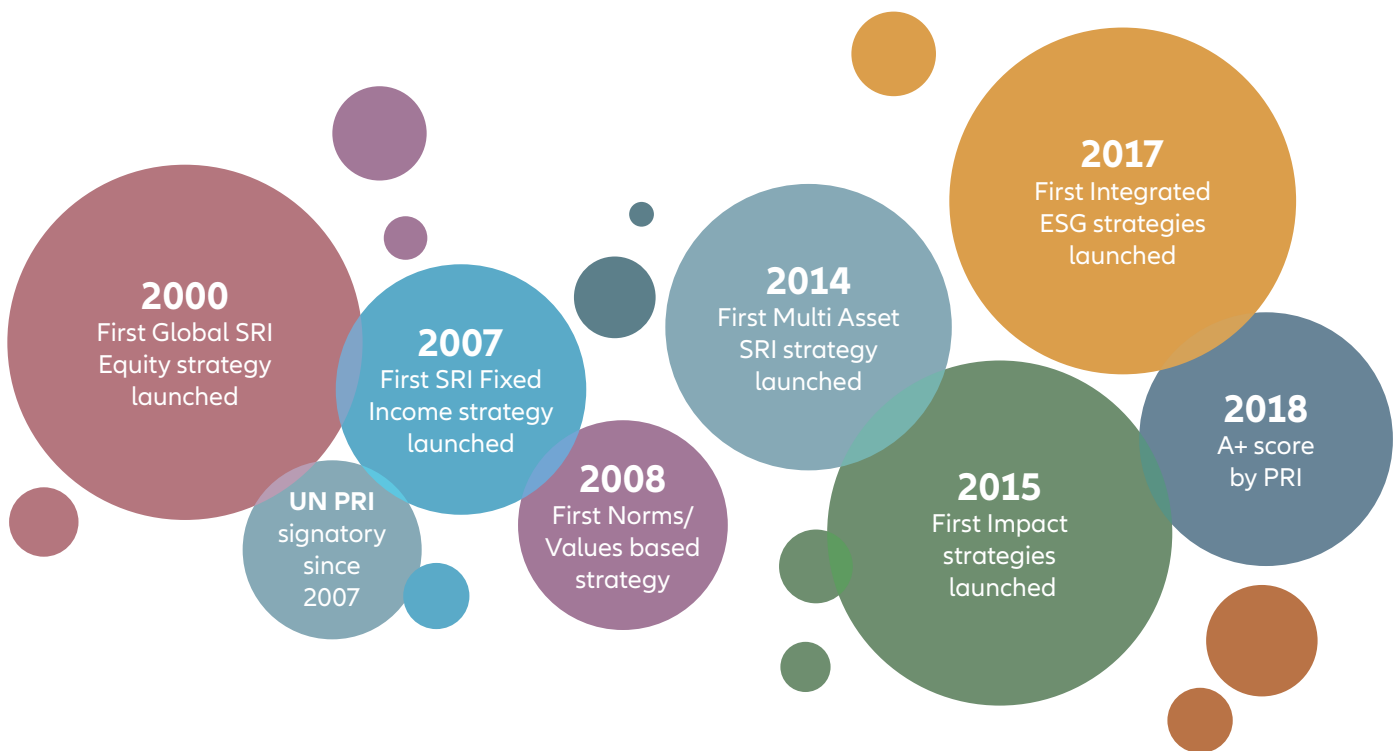 2000
First Global SRI
Equity strategy
launched
UN PRI
signatory
since
2007
2007
First SRI Fixed
Income strategy
launched
2008
First Norms/
Values based
strategy
2014
First Multi Asset
SRI strategy
launched
2015
First Impact
strategies
launched
2017
First Integrated
ESG strategies
launched
2018
A+ score
by PRI